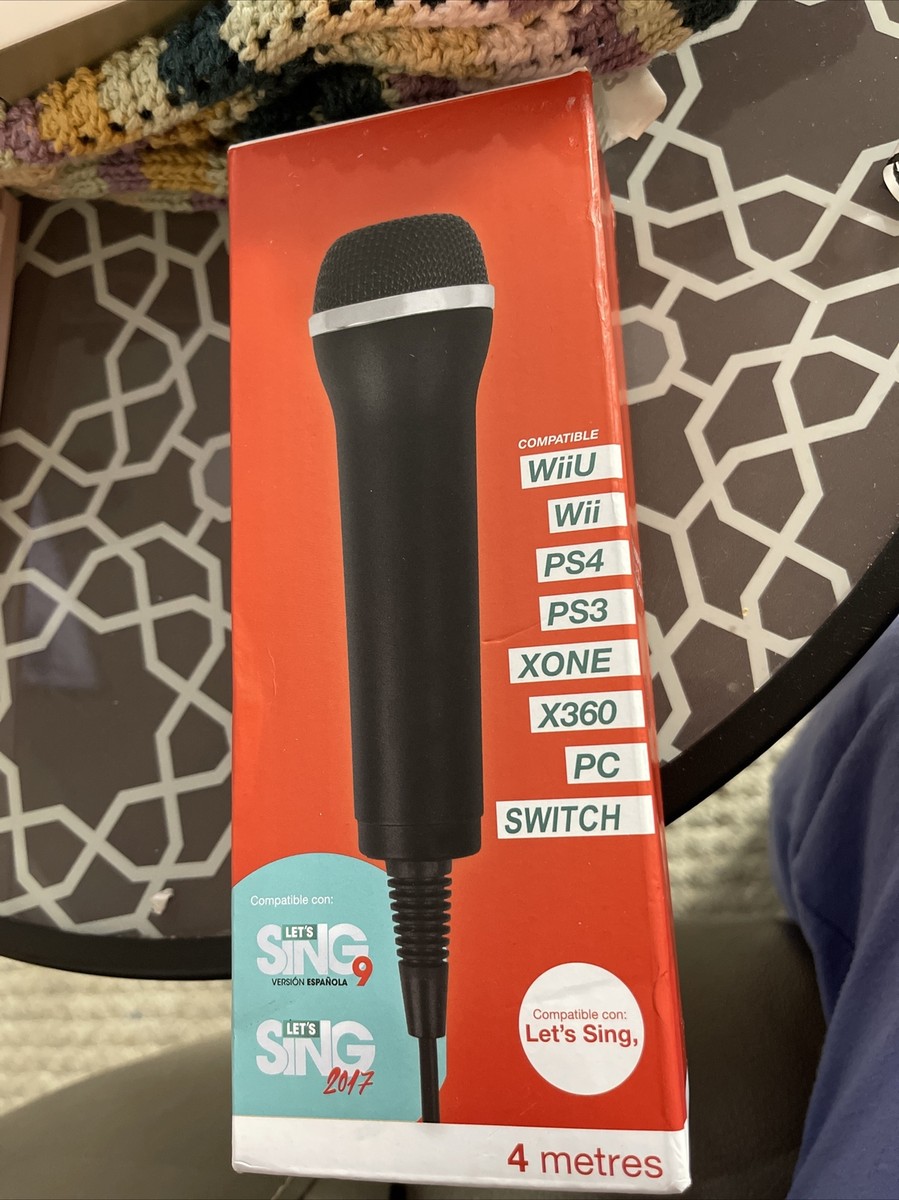 COMPATIBLE
WiiU
Wii
PS4
PS3
XONE
X360
PC
SWITCH
Compatible con:
LET'S
SING 9
VERSIÓN ESPAÑOLA
LET'S
SING
2017
Compatible con:
Let's Sing,
4 metres